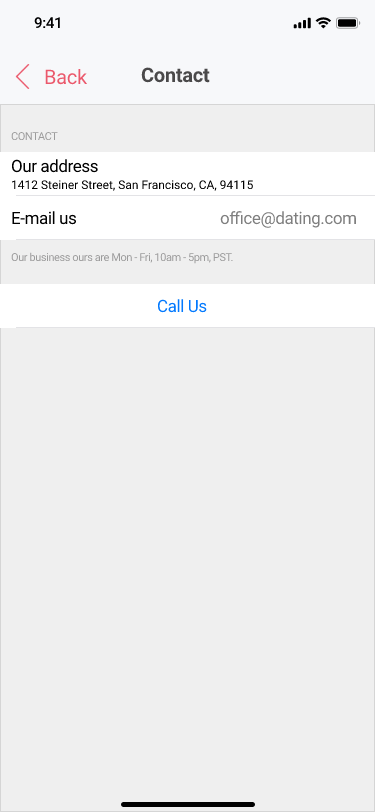 9:41
Back
Contact
CONTACT
Our address
1412 Steiner Street, San Francisco, CA, 94115
E-mail us
office@dating.com
Our business ours are Mon - Fri, 10am - 5pm, PST.
Call Us